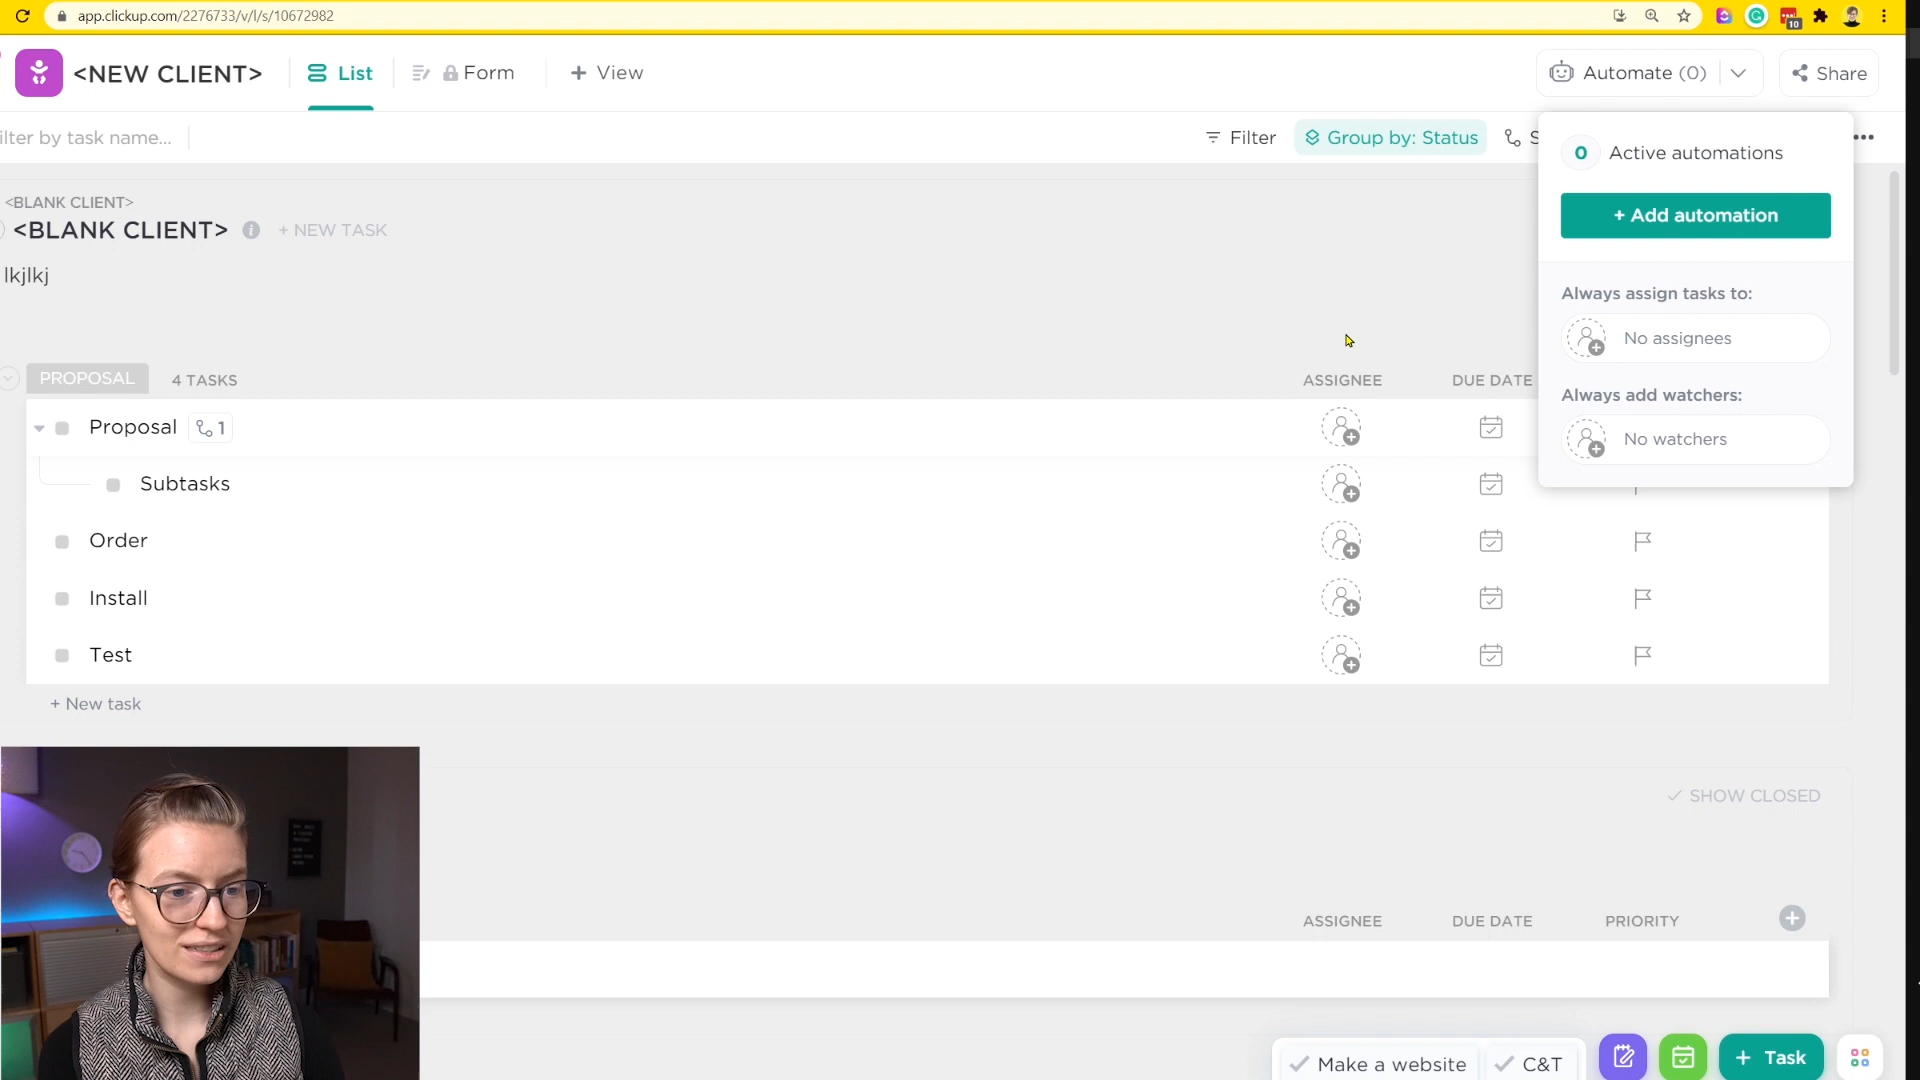 app.clickup.com/2276733/v/l/s/10672982
10
<NEW CLIENT>
List
Form
+ View
Automate (0)
Share
ilter by task name...
Filter
Group by: Status
S
0 Active automations
+ Add automation
Always assign tasks to:
No assignees
Always add watchers:
No watchers
<BLANK CLIENT>
<BLANK CLIENT>
+ NEW TASK
lkjlkj
PROPOSAL
4 TASKS
ASSIGNEE
DUE DATE
Proposal
1
Subtasks
Order
Install
Test
+ New task
SHOW CLOSED
ASSIGNEE
DUE DATE
PRIORITY
Make a website
C&T
+ Task